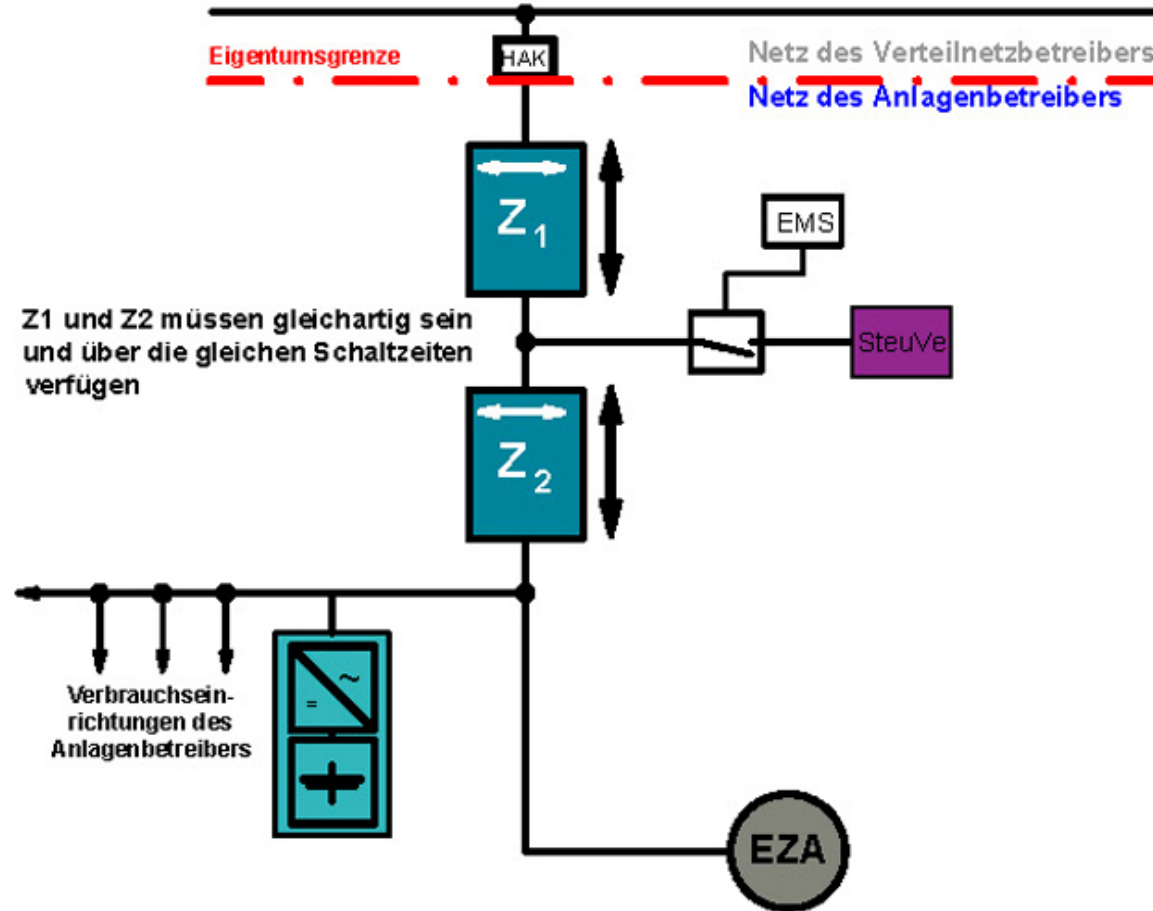 Eigentumsgrenze
HAK
Netz des Verteilnetzbetreibers
Netz des Anlagenbetreibers
Z1
EMS
Z1 und Z2 müssen gleichartig sein
und über die gleichen Schaltzeiten
verfügen
SteuVe
Z2
Verbrauchsein-
richtungen des
Anlagenbetreibers
~
=
EZA